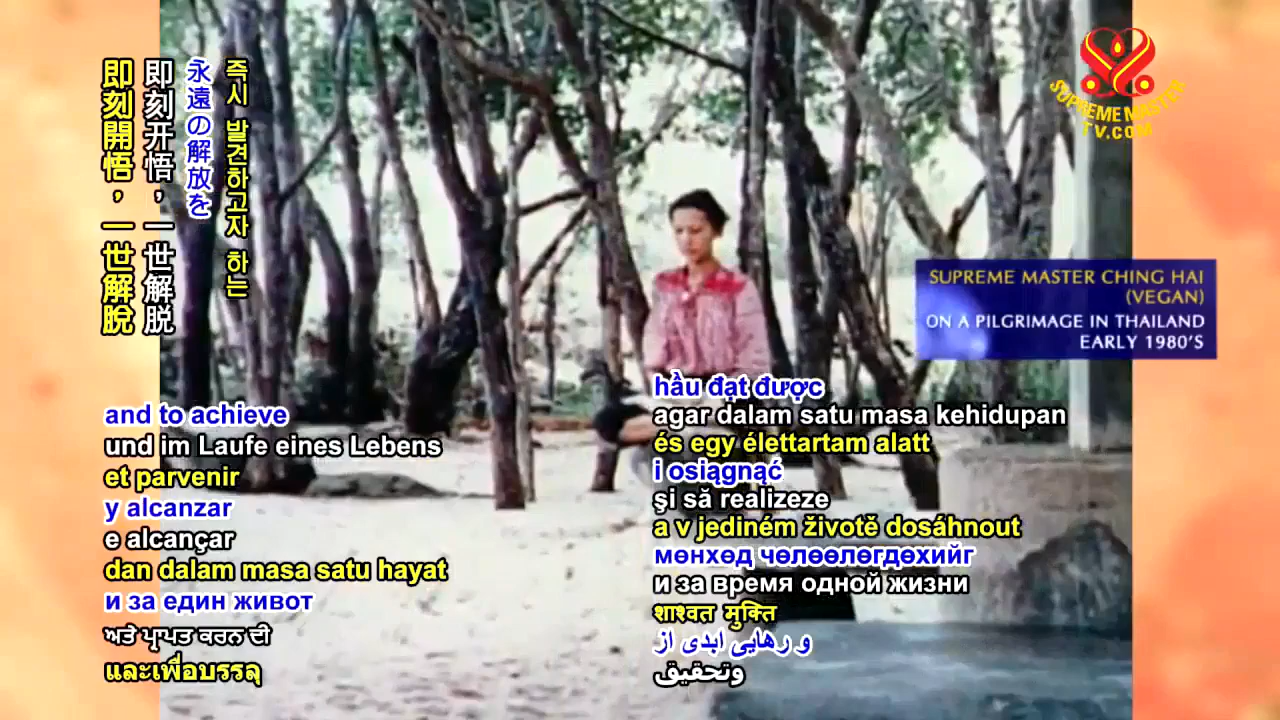 即刻開悟，一世解脫
即刻开悟，一世解脱
永遠の解放を
즉시 발견하고자 하는
SUPREME MASTER
TV.COM
SUPREME MASTER CHING HAI
(VEGAN)
ON A PILGRIMAGE IN THAILAND
EARLY 1980'S
and to achieve
und im Laufe eines Lebens
et parvenir
y alcanzar
e alcançar
dan dalam masa satu hayat
и за един живот
ਅਤੇ ਪ੍ਰਾਪਤ ਕਰਨ ਦੀ
และเพื่อบรรลุ
hầu đạt được
agar dalam satu masa kehidupan
és egy élettartam alatt
i osiągnąć
şi să realizeze
a v jediném životě dosáhnout
мөнхөд чөлөөлөгдөхийг
и за время одной жизни
शाश्वत मुक्ति
و رهایی ابدی از
وتحقيق